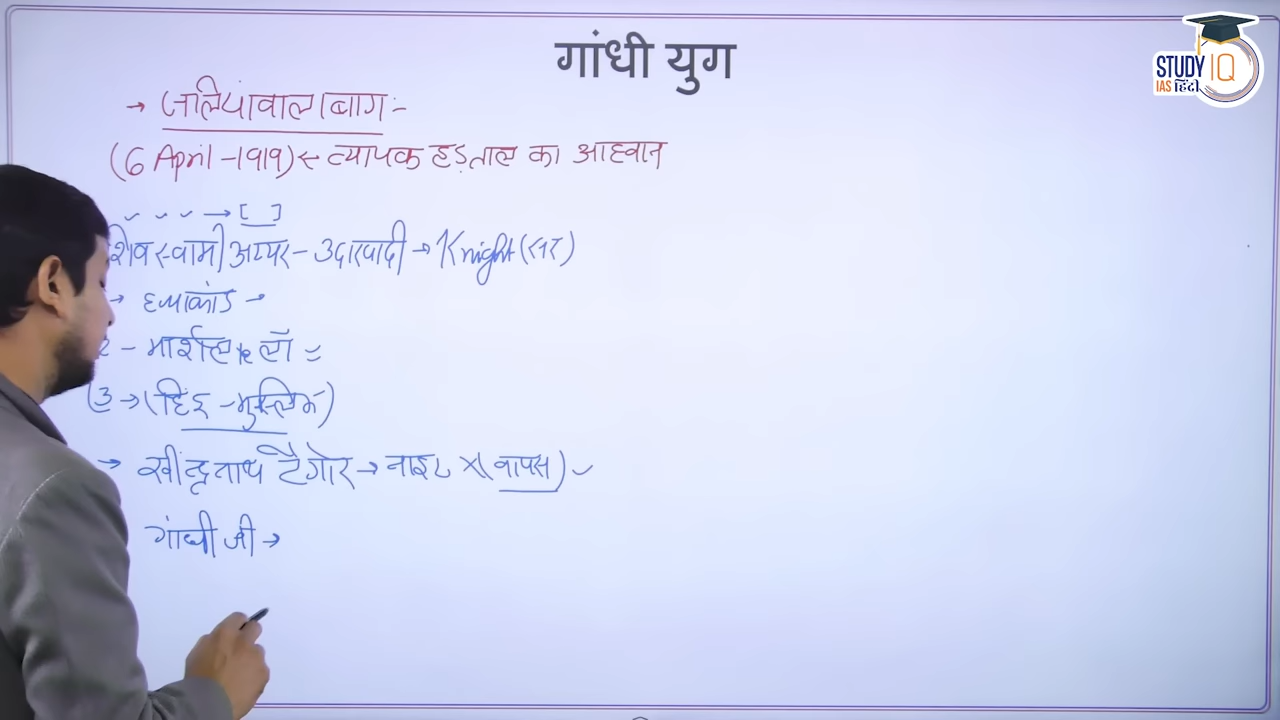 गांधी युग
STUDY IQ
IAS हिंदी
→ जलियांवाला बाग :-
(6 April - 1919) ← व्यापक हड़ताल का आहवान
✓ ✓ ✓ → [ ]
शिवस्वामी अय्यर - उदारवादी → Knight (सर)
→ हत्याकांड →
2 - मार्शल लॉ
(3 → (हिंदू - मुस्लिम)
→ रवीन्द्रनाथ टैगोर → नाइट X (वापस) ✓
गांधी जी →